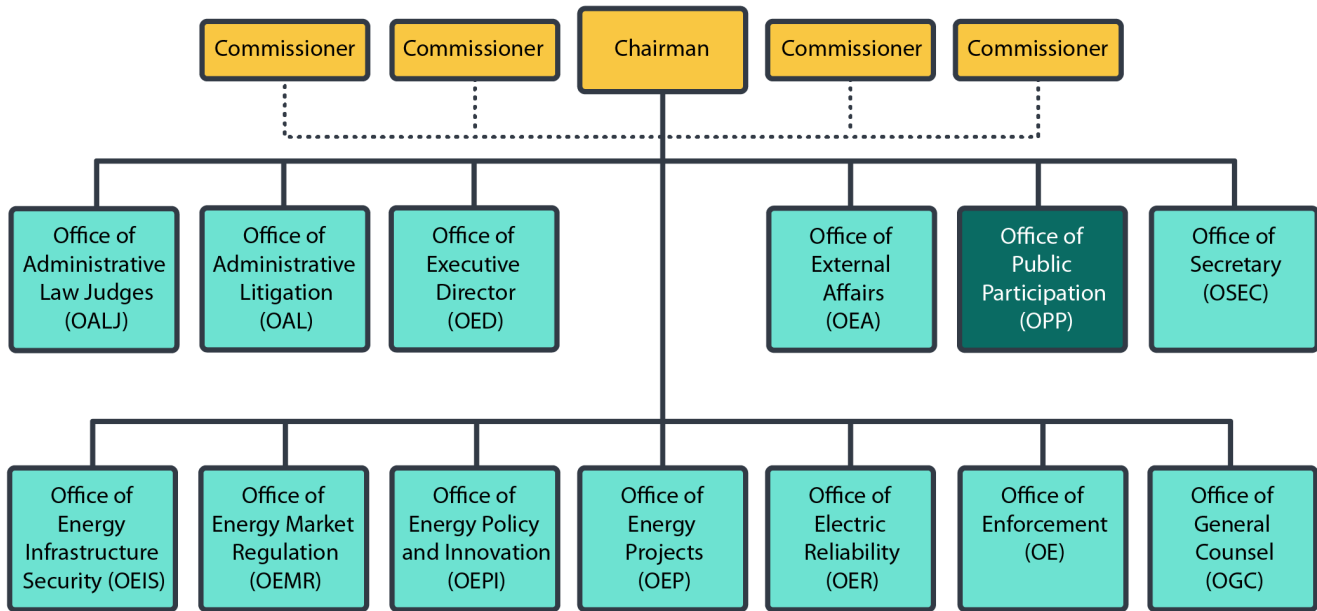 Commissioner
Commissioner
Chairman
Commissioner
Commissioner
Office of
Administrative
Law Judges
(OALJ)
Office of
Administrative
Litigation
(OAL)
Office of
Executive
Director
(OED)
Office of
External
Affairs
(OEA)
Office of
Public
Participation
(OPP)
Office of
Secretary
(OSEC)
Office of
Energy
Infrastructure
Security (OEIS)
Office of
Energy Market
Regulation
(OEMR)
Office of
Energy Policy
and Innovation
(OEPI)
Office of
Energy
Projects
(OEP)
Office of
Electric
Reliability
(OER)
Office of
Enforcement
(OE)
Office of
General
Counsel
(OGC)